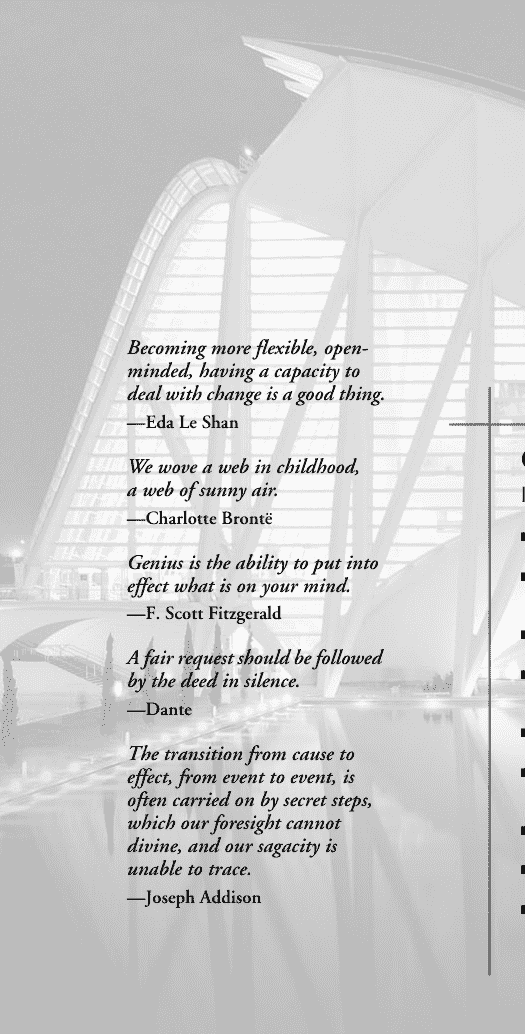 Becoming more flexible, open-
minded, having a capacity to
deal with change is a good thing.
—Eda Le Shan
We wove a web in childhood,
a web of sunny air.
—Charlotte Brontë
Genius is the ability to put into
effect what is on your mind.
—F. Scott Fitzgerald
A fair request should be followed
by the deed in silence.
—Dante
The transition from cause to
effect, from event to event, is
often carried on by secret steps,
which our foresight cannot
divine, and our sagacity is
unable to trace.
—Joseph Addison